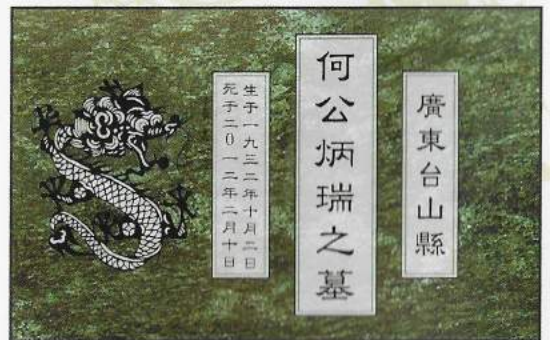 廣東台山縣
何公炳瑞之墓
生于一九三二年十月二日
死于二0一二年二月十日